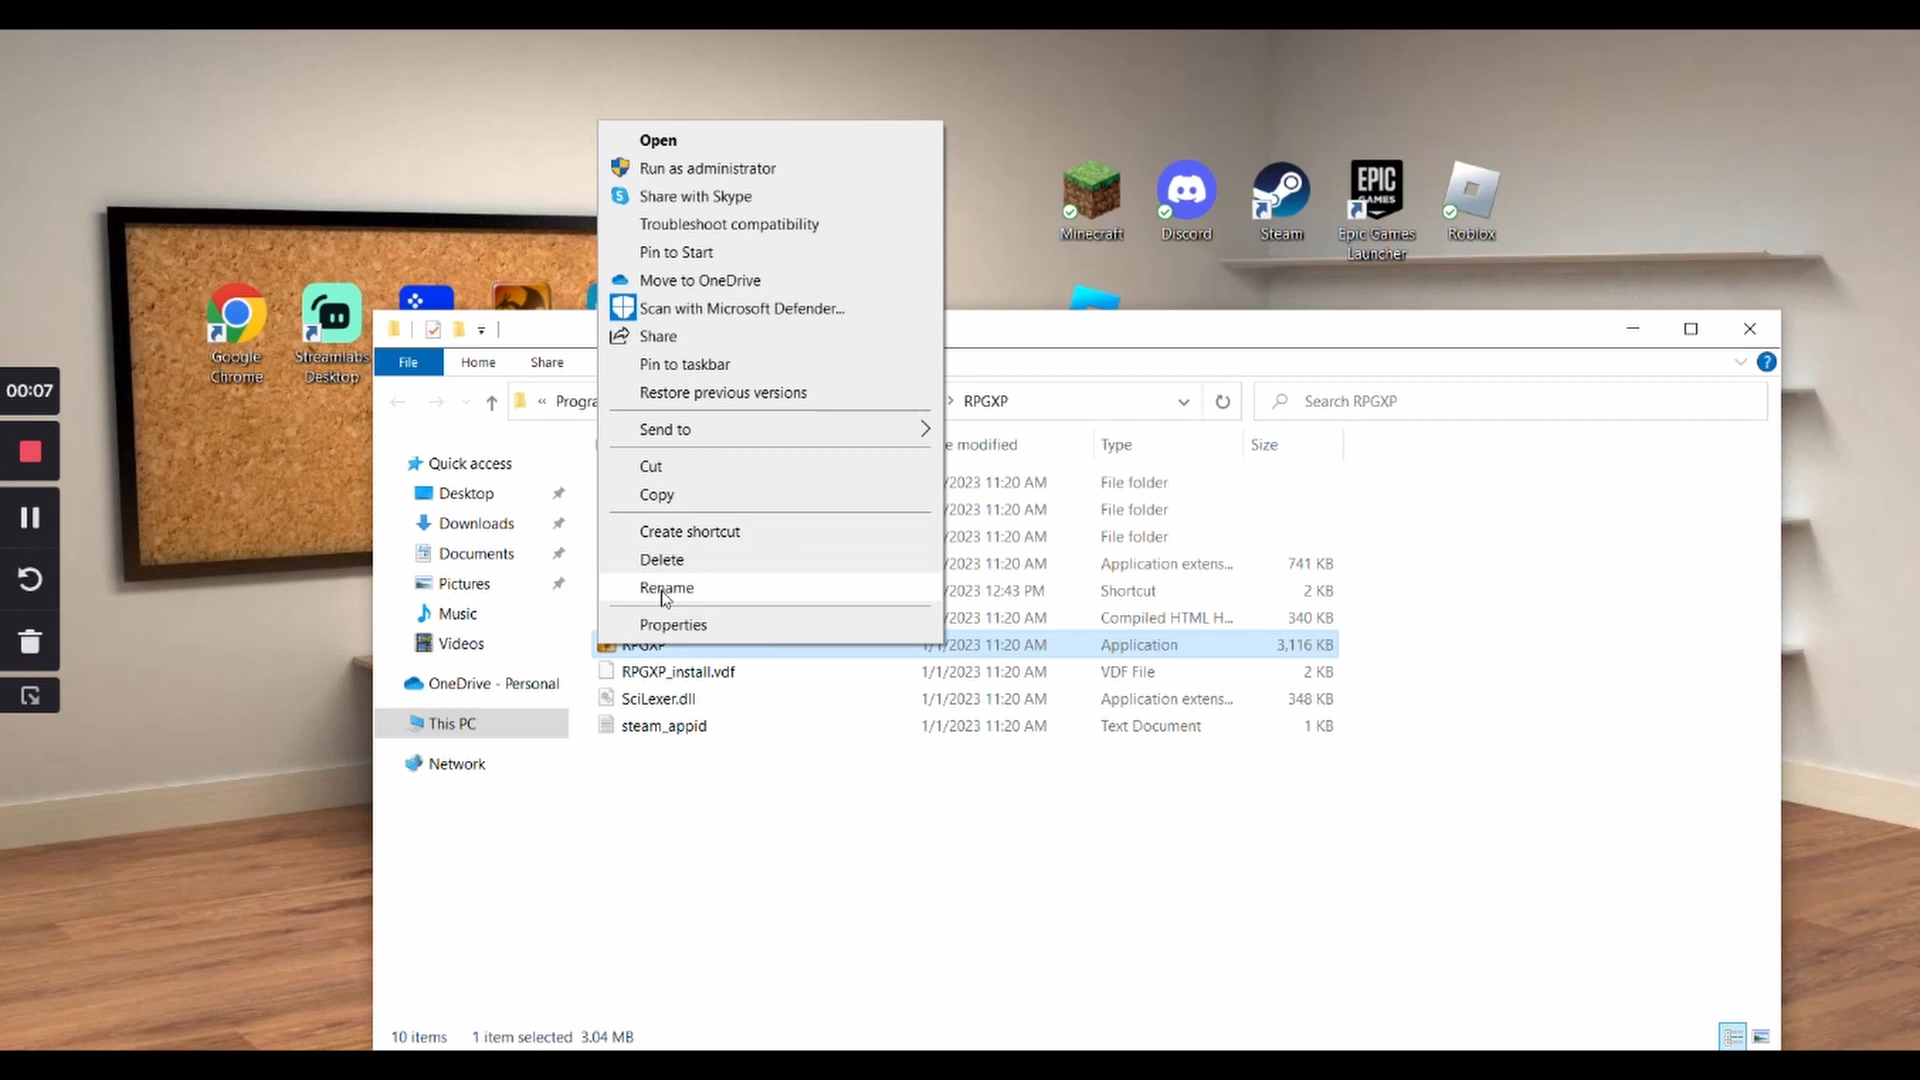 Open
Run as administrator
Share with Skype
Troubleshoot compatibility
Pin to Start
Move to OneDrive
Scan with Microsoft Defender...
Share
Pin to taskbar
Restore previous versions
Send to
Cut
Copy
Create shortcut
Delete
Rename
Properties
Minecraft
Discord
Steam
EPIC GAMES
Epic Games Launcher
Roblox
Google Chrome
Streamlabs Desktop
00:07
File Home Share
« Progra
RPGXP
Search RPGXP
e modified Type Size
/2023 11:20 AM File folder
/2023 11:20 AM File folder
/2023 11:20 AM File folder
/2023 11:20 AM Application extens... 741 KB
/2023 12:43 PM Shortcut 2 KB
/2023 11:20 AM Compiled HTML H... 340 KB
RPGXP 1/1/2023 11:20 AM Application 3,116 KB
RPGXP_install.vdf 1/1/2023 11:20 AM VDF File 2 KB
SciLexer.dll 1/1/2023 11:20 AM Application extens... 348 KB
steam_appid 1/1/2023 11:20 AM Text Document 1 KB
Quick access
Desktop
Downloads
Documents
Pictures
Music
Videos
OneDrive - Personal
This PC
Network
10 items 1 item selected 3.04 MB